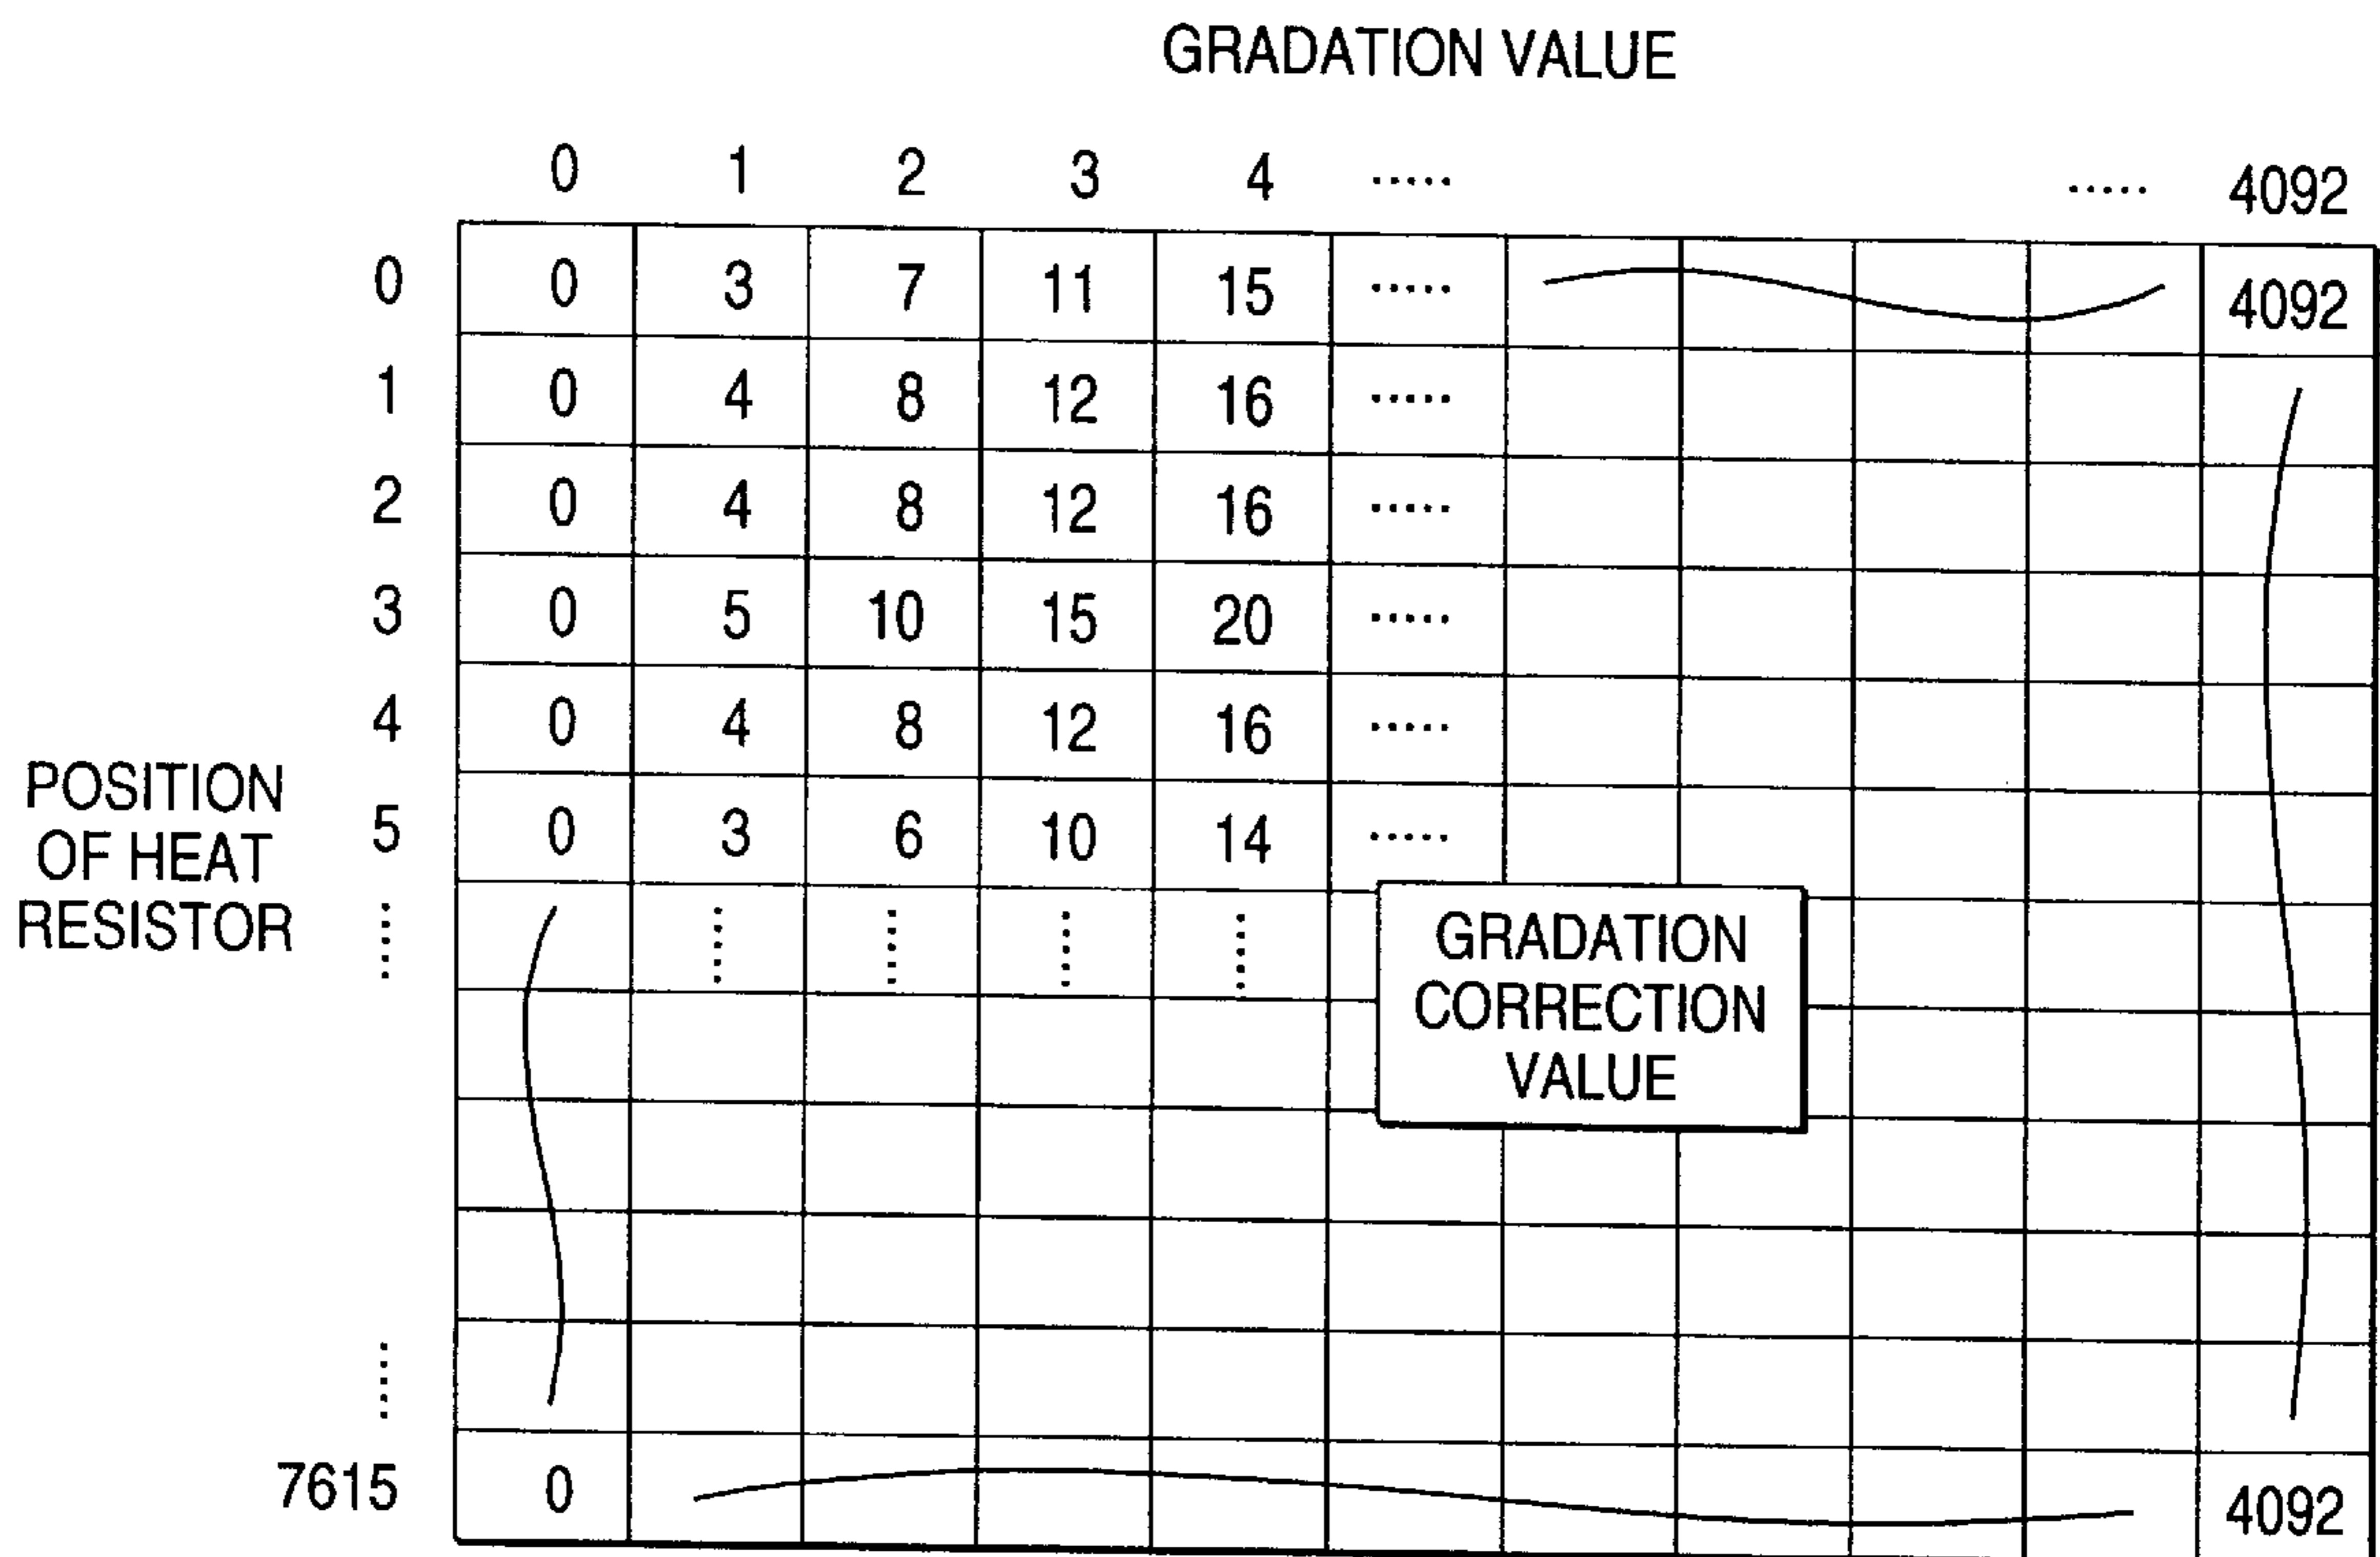 GRADATION VALUE
0 1 2 3 4 ..... ..... 4092
0 0 3 7 11 15 ..... 4092
1 0 4 8 12 16 .....
2 0 4 8 12 16 .....
3 0 5 10 15 20 .....
4 0 4 8 12 16 .....
5 0 3 6 10 14 .....
POSITION
OF HEAT
RESISTOR
..... ..... ..... ..... .....
GRADATION
CORRECTION
VALUE
.....
7615 0 4092